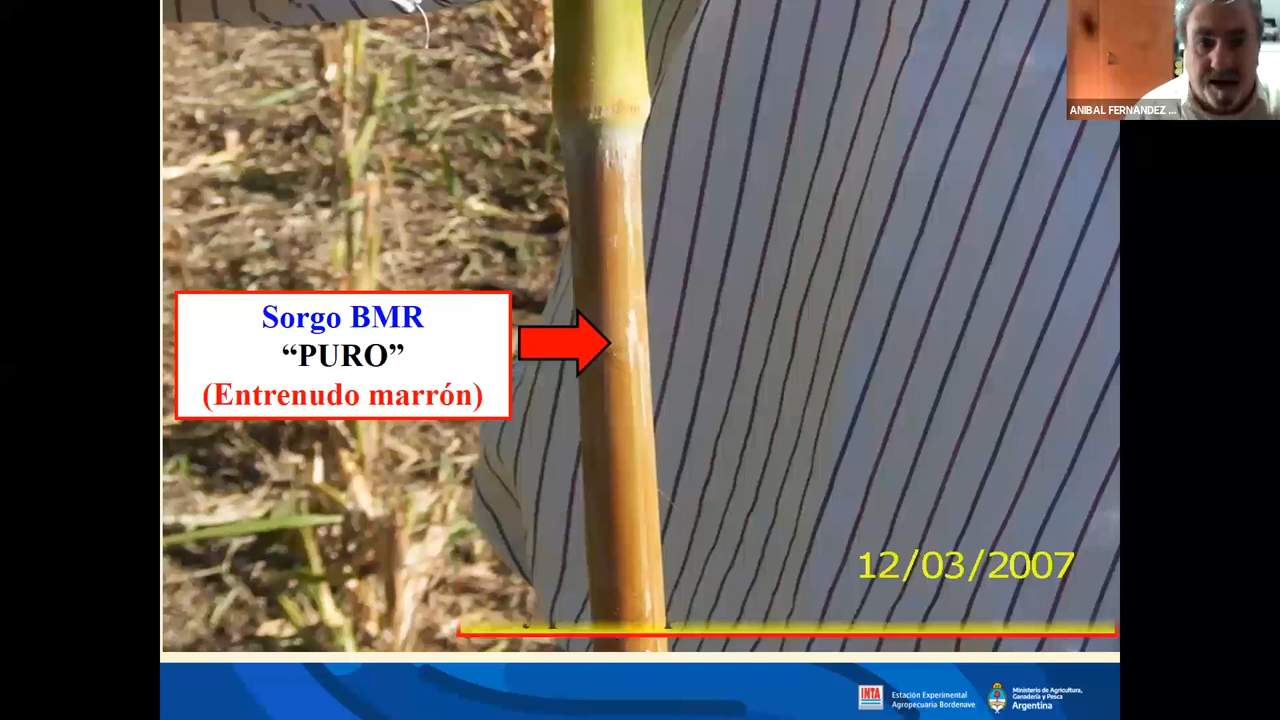 ANIBAL FERNANDEZ ...
Sorgo BMR
“PURO”
(Entrenudo marrón)
12/03/2007
INTA
Estación Experimental
Agropecuaria Bordenave
Ministerio de Agricultura,
Ganadería y Pesca
Argentina